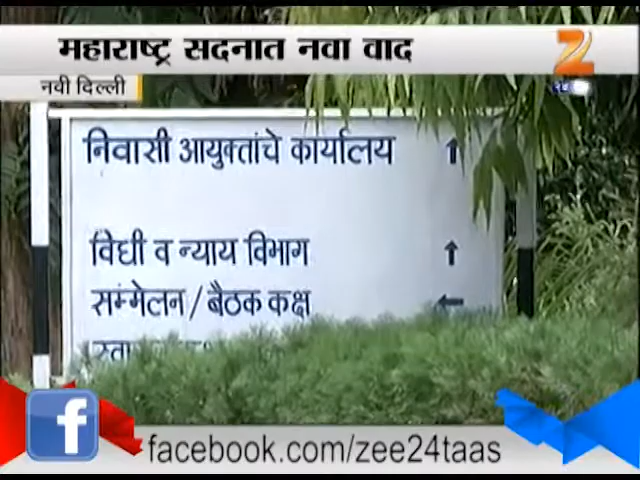 महाराष्ट्र सदनात नवा वाद
नवी दिल्ली
निवासी आयुक्तांचे कार्यालय ↑
विधी व न्याय विभाग ↑
सम्मेलन / बैठक कक्ष ←
facebook.com/zee24taas